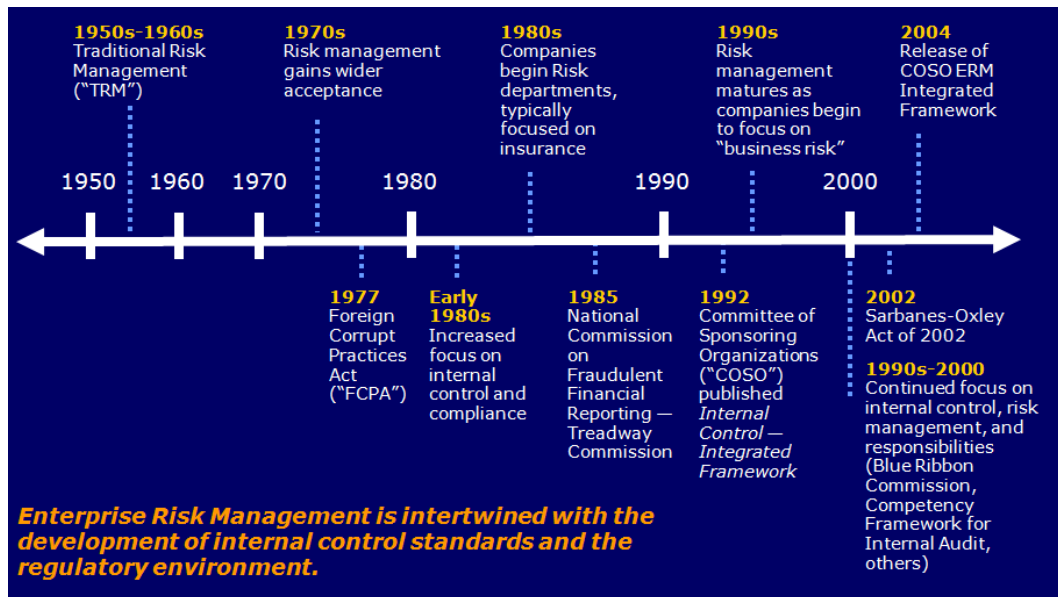 1950s-1960s
Traditional Risk
Management
("TRM")
1970s
Risk management
gains wider
acceptance
1980s
Companies
begin Risk
departments,
typically
focused on
insurance
1990s
Risk
management
matures as
companies begin
to focus on
"business risk"
2004
Release of
COSO ERM
Integrated
Framework
1950
1960
1970
1980
1990
2000
1977
Foreign
Corrupt
Practices
Act
("FCPA")
Early
1980s
Increased
focus on
internal
control and
compliance
1985
National
Commission
on
Fraudulent
Financial
Reporting —
Treadway
Commission
1992
Committee of
Sponsoring
Organizations
("COSO")
published
Internal
Control —
Integrated
Framework
2002
Sarbanes-Oxley
Act of 2002
1990s-2000
Continued focus on
internal control, risk
management, and
responsibilities
(Blue Ribbon
Commission,
Competency
Framework for
Internal Audit,
others)
Enterprise Risk Management is intertwined with the
development of internal control standards and the
regulatory environment.